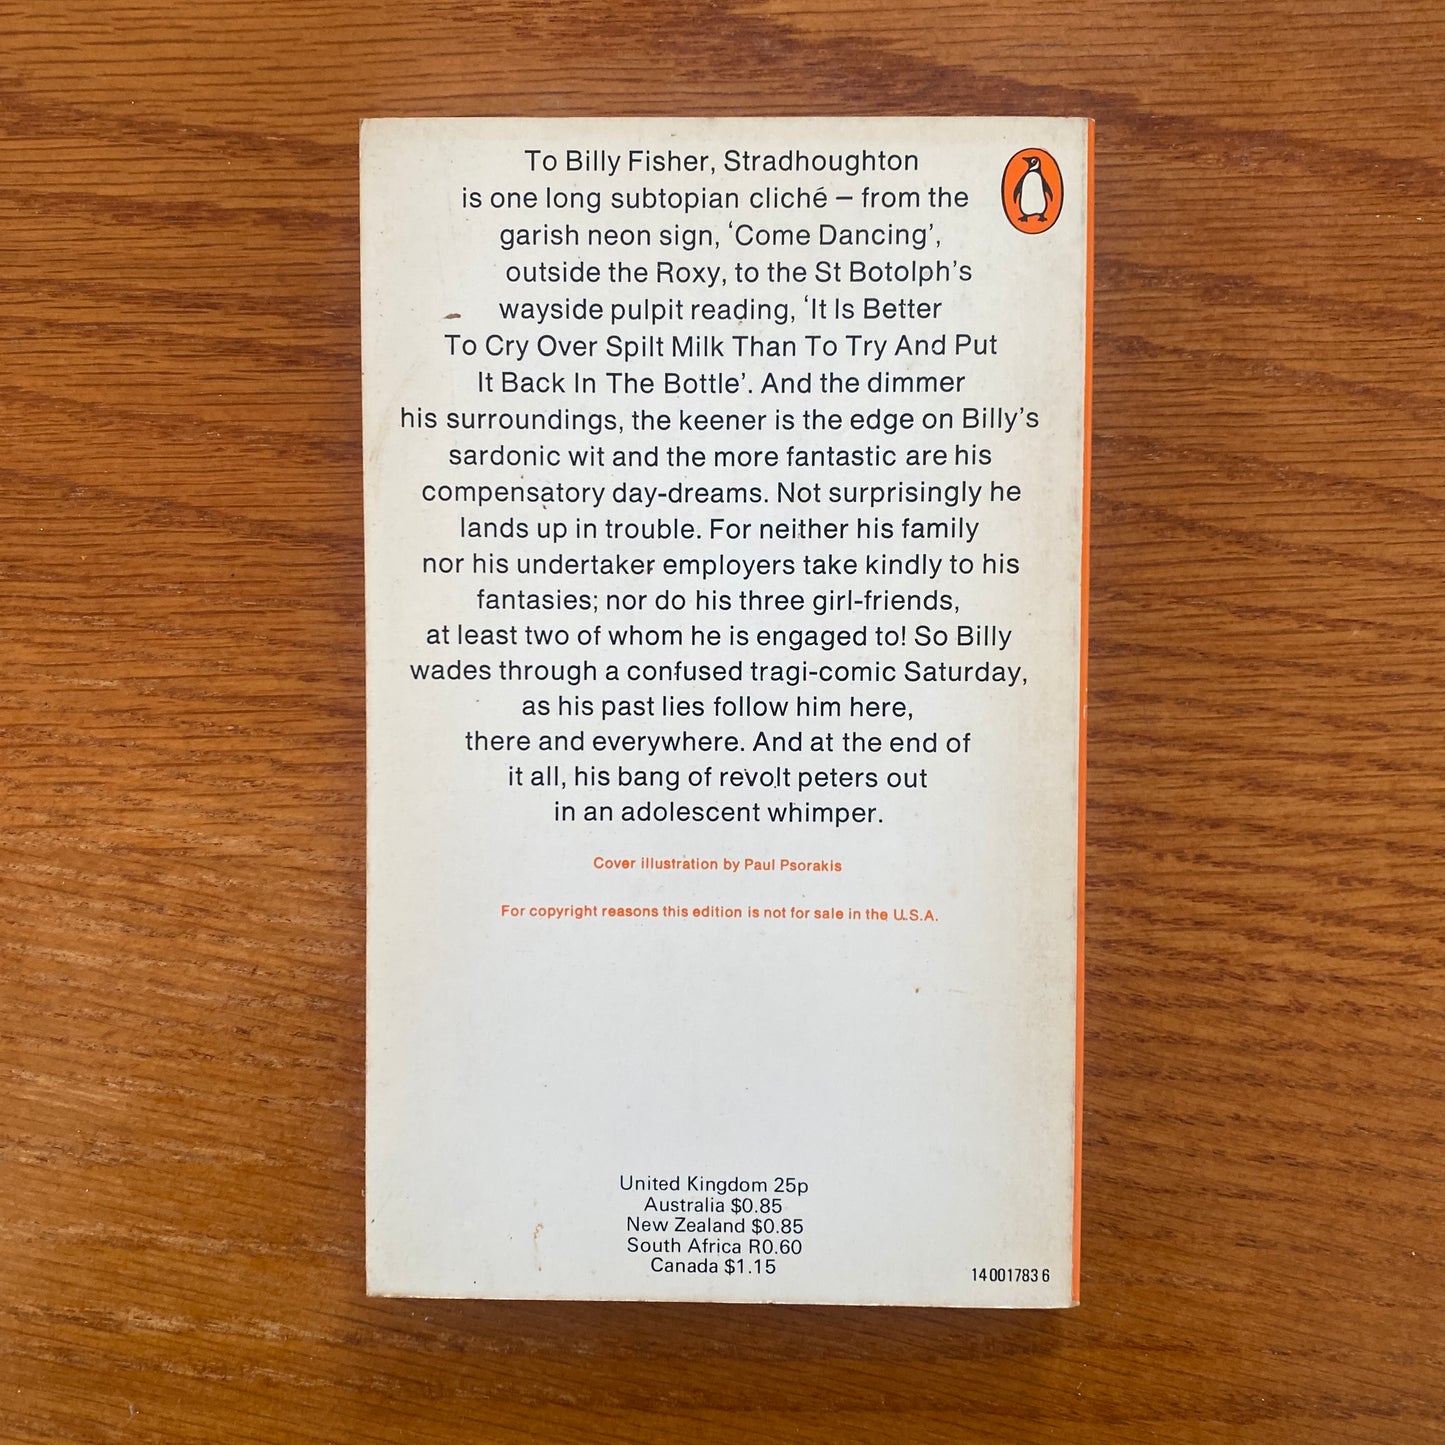 To Billy Fisher, Stradhoughton
is one long subtopian cliché – from the
garish neon sign, ‘Come Dancing’,
outside the Roxy, to the St Botolph’s
wayside pulpit reading, ‘It Is Better
To Cry Over Spilt Milk Than To Try And Put
It Back In The Bottle’. And the dimmer
his surroundings, the keener is the edge on Billy’s
sardonic wit and the more fantastic are his
compensatory day-dreams. Not surprisingly he
lands up in trouble. For neither his family
nor his undertaker employers take kindly to his
fantasies; nor do his three girl-friends,
at least two of whom he is engaged to! So Billy
wades through a confused tragi-comic Saturday,
as his past lies follow him here,
there and everywhere. And at the end of
it all, his bang of revolt peters out
in an adolescent whimper.
Cover illustration by Paul Psorakis
For copyright reasons this edition is not for sale in the U.S.A.
United Kingdom 25p
Australia $0.85
New Zealand $0.85
South Africa R0.60
Canada $1.15
14 001783 6